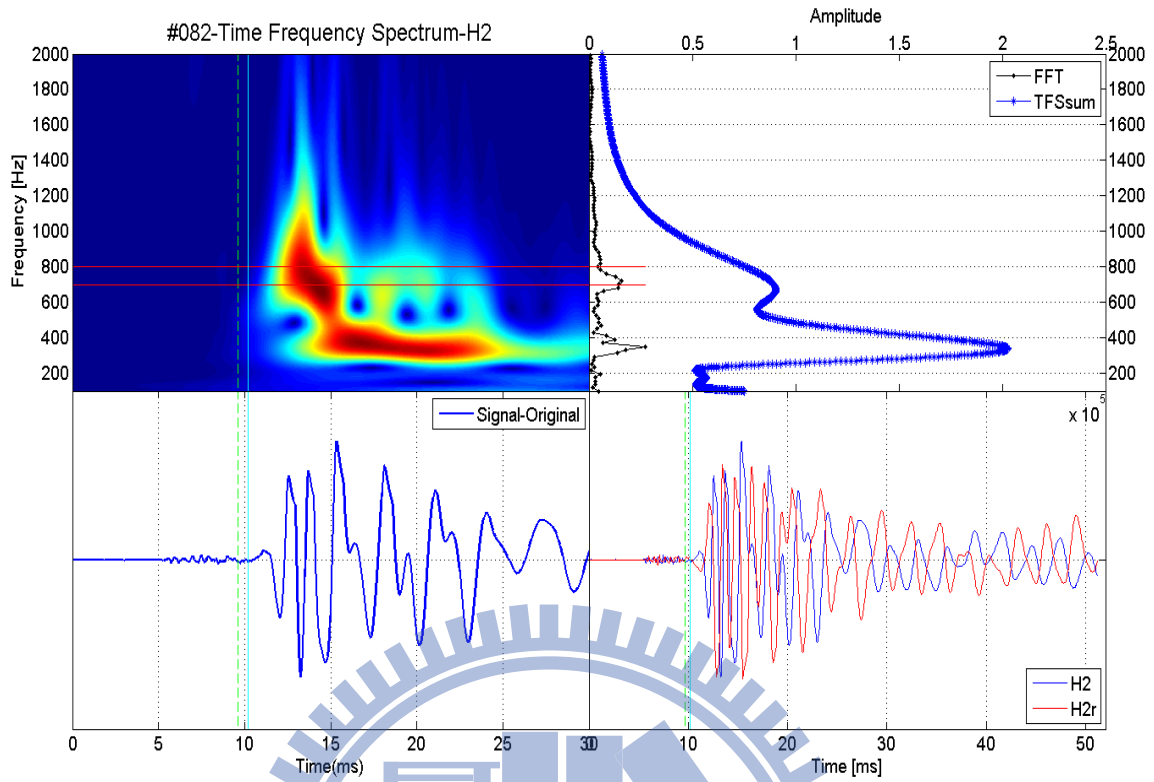 #082-Time Frequency Spectrum-H2
Amplitude
0 0.5 1 1.5 2 2.5
2000 2000
1800 1800
1600 1600
1400 1400
1200 1200
1000 1000
800 800
600 600
400 400
200 200
Frequency [Hz]
FFT
TFSsum
Signal-Original
x 10
5
H2
H2r
0 5 10 15 20 25 30
0 10 20 30 40 50
Time(ms)
Time [ms]